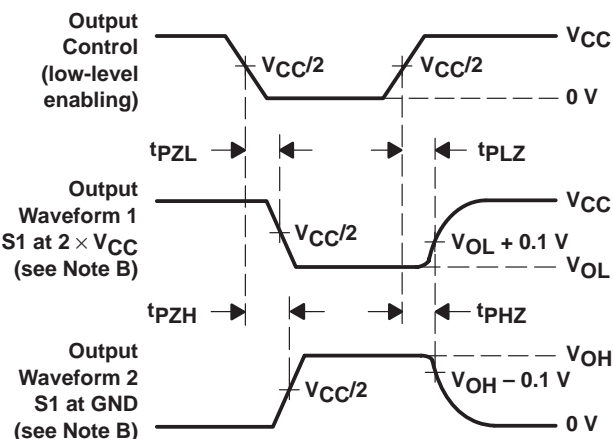 Output
Control
(low-level
enabling)
VCC/2
VCC/2
VCC
0 V
tPZL
tPLZ
Output
Waveform 1
S1 at 2 × VCC
(see Note B)
VCC/2
VCC
VOL + 0.1 V
VOL
tPZH
tPHZ
Output
Waveform 2
S1 at GND
(see Note B)
VCC/2
VOH
VOH − 0.1 V
0 V